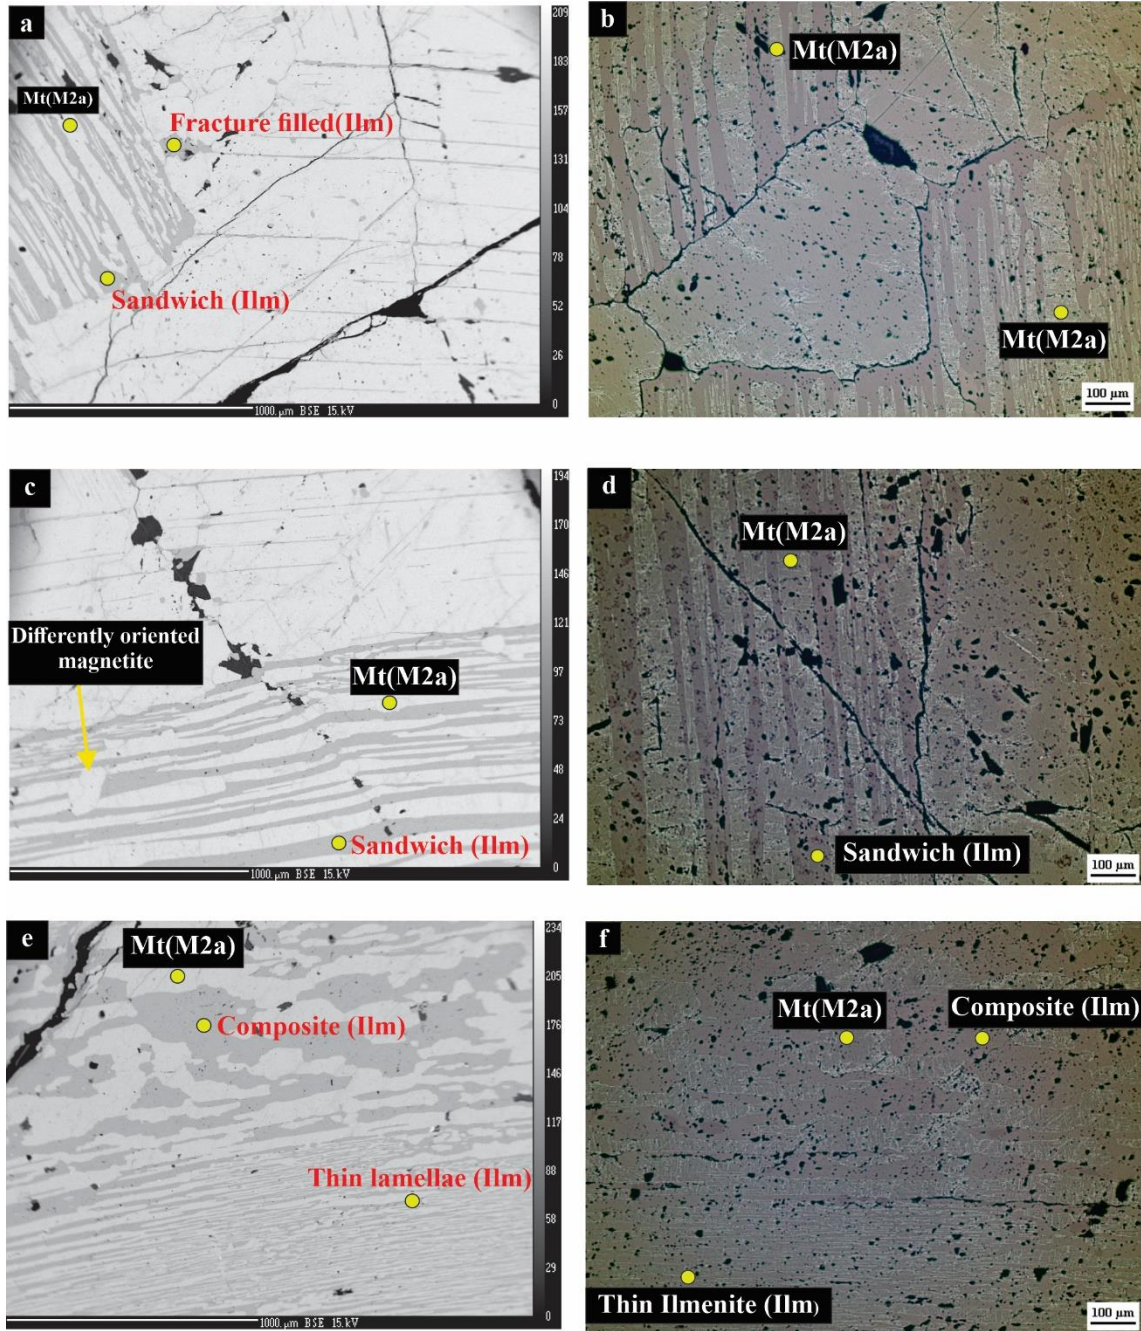 a
Mt(M2a)
Fracture filled(Ilm)
Sandwich (Ilm)
209
183
157
131
104
78
52
26
0
1000.µm BSE 15.kV
b
Mt(M2a)
Mt(M2a)
100 µm
c
Differently oriented
magnetite
Mt(M2a)
Sandwich (Ilm)
194
170
146
121
97
73
48
24
0
1000.µm BSE 15.kV
d
Mt(M2a)
Sandwich (Ilm)
100 µm
e
Mt(M2a)
Composite (Ilm)
Thin lamellae (Ilm)
234
205
176
146
117
88
58
29
0
1000.µm BSE 15.kV
f
Mt(M2a)
Composite (Ilm)
Thin Ilmenite (Ilm)
100 µm